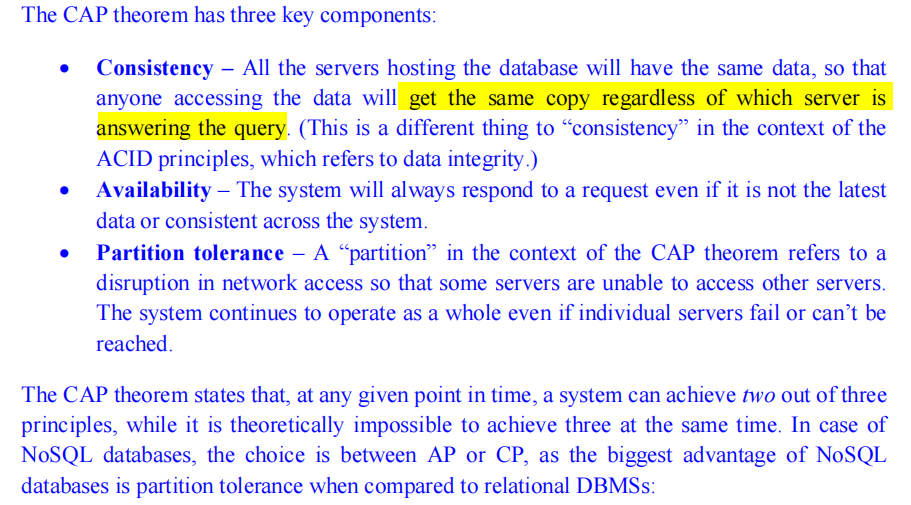 The CAP theorem has three key components:
• Consistency – All the servers hosting the database will have the same data, so that
anyone accessing the data will get the same copy regardless of which server is
answering the query. (This is a different thing to “consistency” in the context of the
ACID principles, which refers to data integrity.)
• Availability – The system will always respond to a request even if it is not the latest
data or consistent across the system.
• Partition tolerance – A “partition” in the context of the CAP theorem refers to a
disruption in network access so that some servers are unable to access other servers.
The system continues to operate as a whole even if individual servers fail or can’t be
reached.
The CAP theorem states that, at any given point in time, a system can achieve two out of three
principles, while it is theoretically impossible to achieve three at the same time. In case of
NoSQL databases, the choice is between AP or CP, as the biggest advantage of NoSQL
databases is partition tolerance when compared to relational DBMSs: